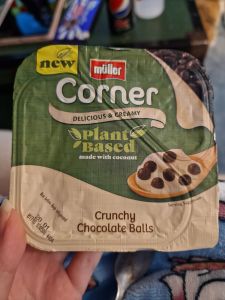 new
müller
Corner
DELICIOUS & CREAMY
Plant
Based
made with coconut
Crunchy
Chocolate Balls